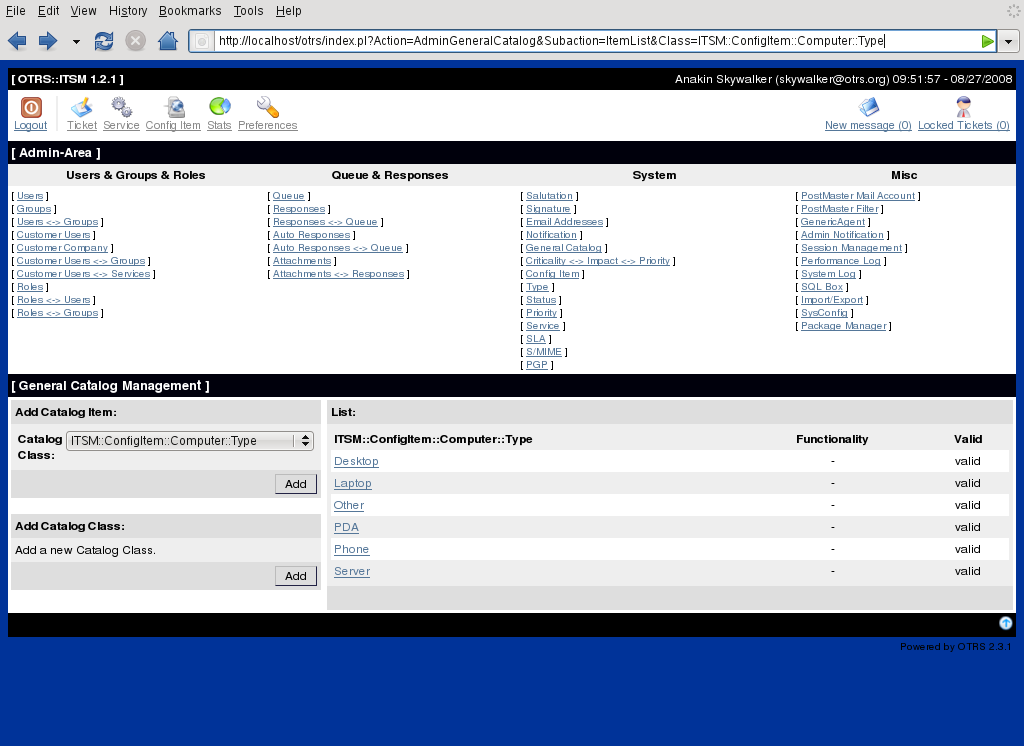 File Edit View History Bookmarks Tools Help
http://localhost/otrs/index.pl?Action=AdminGeneralCatalog&Subaction=ItemList&Class=ITSM::ConfigItem::Computer::Type
[ OTRS::ITSM 1.2.1 ] Anakin Skywalker (skywalker@otrs.org) 09:51:57 - 08/27/2008
Logout Ticket Service Config Item Stats Preferences New message (0) Locked Tickets (0)
[ Admin-Area ]
Users & Groups & Roles Queue & Responses System Misc
[ Users ] [ Queue ] [ Salutation ] [ PostMaster Mail Account ]
[ Groups ] [ Responses ] [ Signature ] [ PostMaster Filter ]
[ Users <-> Groups ] [ Responses <-> Queue ] [ Email Addresses ] [ GenericAgent ]
[ Customer Users ] [ Auto Responses ] [ Notification ] [ Admin Notification ]
[ Customer Company ] [ Auto Responses <-> Queue ] [ General Catalog ] [ Session Management ]
[ Customer Users <-> Groups ] [ Attachments ] [ Criticality <-> Impact <-> Priority ] [ Performance Log ]
[ Customer Users <-> Services ] [ Attachments <-> Responses ] [ Config Item ] [ System Log ]
[ Roles ] [ Type ] [ SQL Box ]
[ Roles <-> Users ] [ Status ] [ Import/Export ]
[ Roles <-> Groups ] [ Priority ] [ SysConfig ]
[ Service ] [ Package Manager ]
[ SLA ]
[ S/MIME ]
[ PGP ]
[ General Catalog Management ]
Add Catalog Item:
Catalog Class: ITSM::ConfigItem::Computer::Type
Add
Add Catalog Class:
Add a new Catalog Class.
Add
List:
ITSM::ConfigItem::Computer::Type Functionality Valid
Desktop - valid
Laptop - valid
Other - valid
PDA - valid
Phone - valid
Server - valid
Powered by OTRS 2.3.1